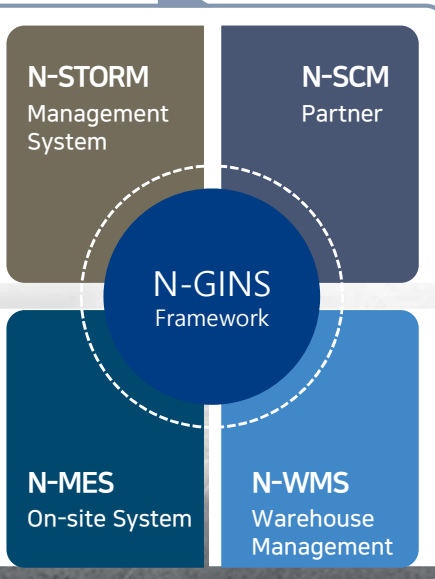 N-STORM
Management
System
N-SCM
Partner
N-GINS
Framework
N-MES
On-site System
N-WMS
Warehouse
Management